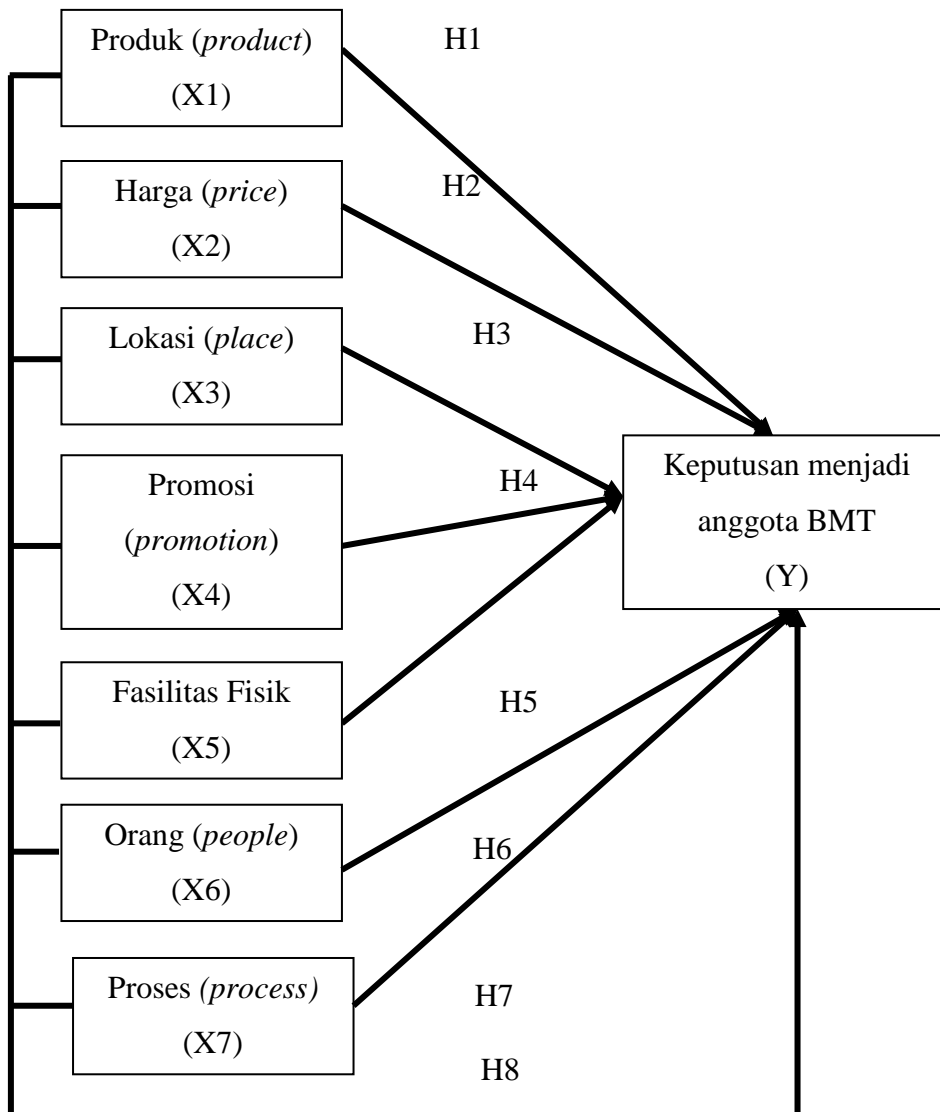 Produk (product)
(X1)
H1
Harga (price)
(X2)
H2
Lokasi (place)
(X3)
H3
Promosi
(promotion)
(X4)
H4
Keputusan menjadi
anggota BMT
(Y)
Fasilitas Fisik
(X5)
H5
Orang (people)
(X6)
H6
Proses (process)
(X7)
H7
H8